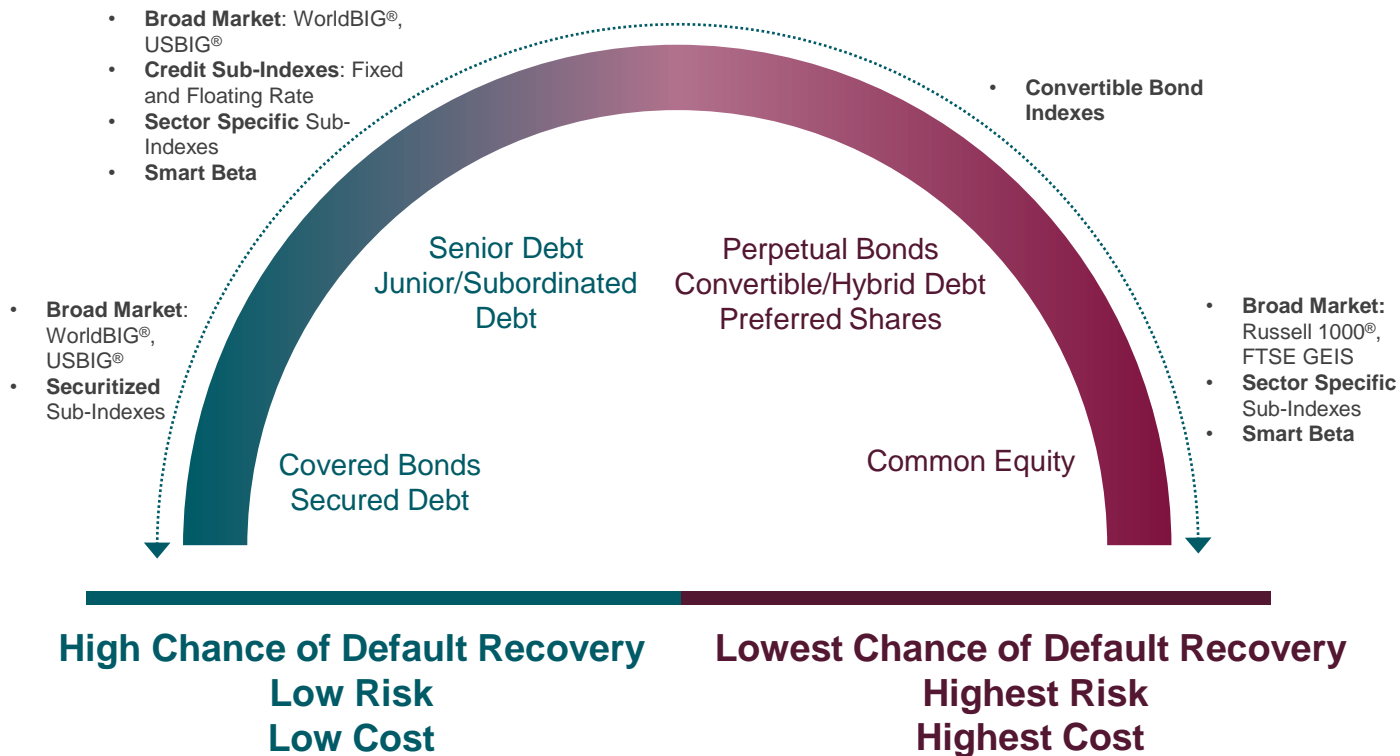 • Broad Market: WorldBIG®,
USBIG®
• Credit Sub-Indexes: Fixed
and Floating Rate
• Sector Specific Sub-
Indexes
• Smart Beta
• Convertible Bond
Indexes
Senior Debt
Junior/Subordinated
Debt
Perpetual Bonds
Convertible/Hybrid Debt
Preferred Shares
• Broad Market:
WorldBIG®,
USBIG®
• Securitized
Sub-Indexes
• Broad Market:
Russell 1000®,
FTSE GEIS
• Sector Specific
Sub-Indexes
• Smart Beta
Covered Bonds
Secured Debt
Common Equity
High Chance of Default Recovery
Low Risk
Low Cost
Lowest Chance of Default Recovery
Highest Risk
Highest Cost